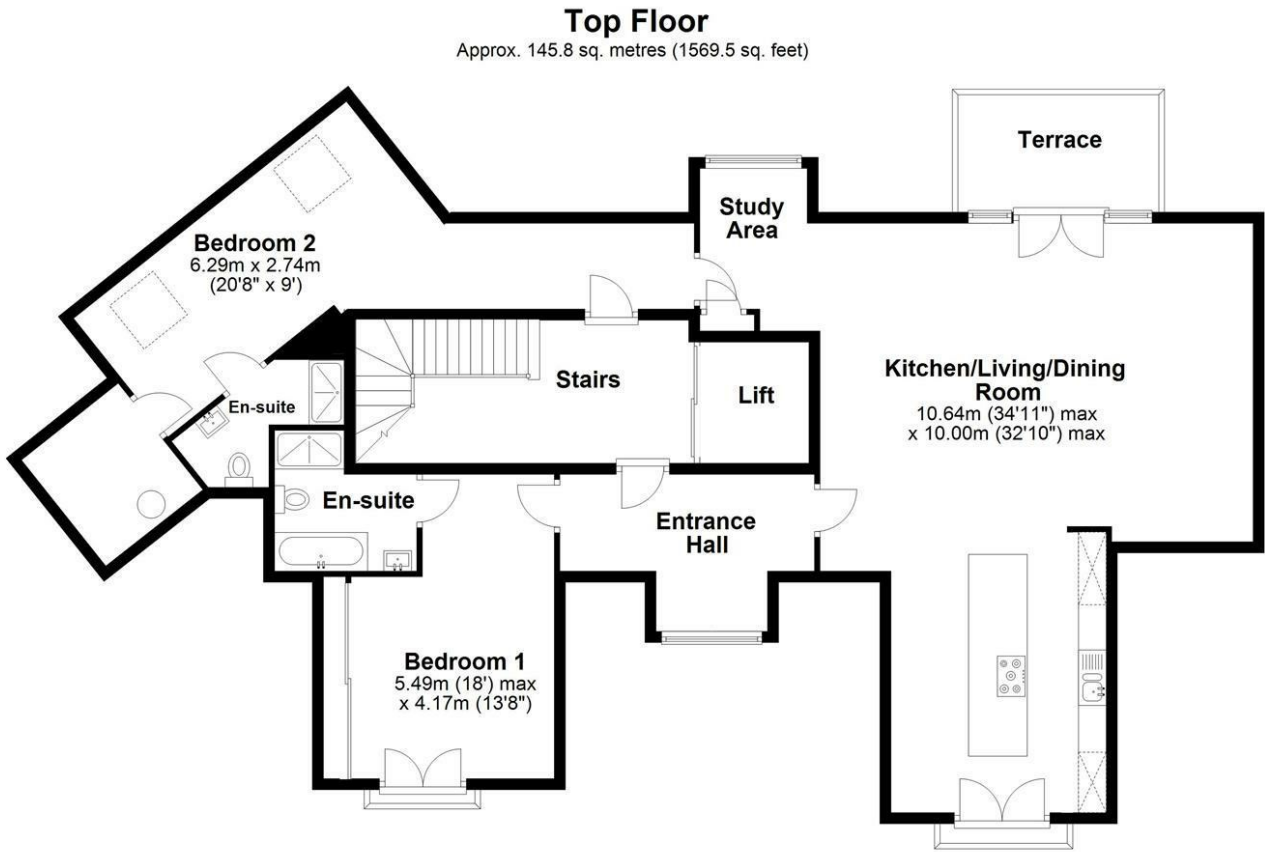 Top Floor
Approx. 145.8 sq. metres (1569.5 sq. feet)
Terrace
Study
Area
Bedroom 2
6.29m x 2.74m
(20'8" x 9')
Kitchen/Living/Dining
Room
10.64m (34'11") max
x 10.00m (32'10") max
Stairs
Lift
En-suite
En-suite
Entrance
Hall
Bedroom 1
5.49m (18') max
x 4.17m (13'8")